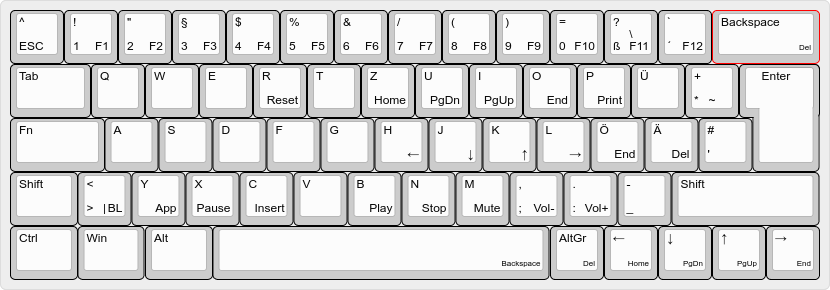 ^ ! " § $ % & / ( ) = ? ` Backspace
\
ESC 1 F1 2 F2 3 F3 4 F4 5 F5 6 F6 7 F7 8 F8 9 F9 0 F10 ß F11 ´ F12 Del
Tab Q W E R T Z U I O P Ü + Enter
Reset Home PgDn PgUp End Print * ~
Fn A S D F G H J K L Ö Ä #
← ↓ ↑ → End Del '
Shift < Y X C V B N M , . - Shift
> |BL App Pause Insert Play Stop Mute ; Vol- : Vol+ _
Ctrl Win Alt AltGr ← ↓ ↑ →
Backspace Del Home PgDn PgUp End